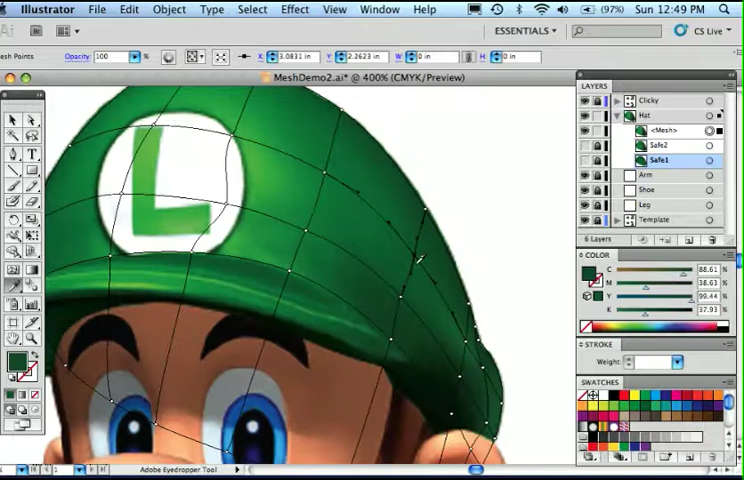 Illustrator File Edit Object Type Select Effect View Window Help (97%) Sun 12:49 PM
Ai Br ESSENTIALS CS Live
esh Points Opacity: 100 X: 3.0831 in Y: 2.2623 in W: 0 in H: 0 in
MeshDemo2.ai* @ 400% (CMYK/Preview)
LAYERS
Clicky
Hat
<Mesh>
Safe2
Safe1
Arm
Shoe
Leg
Template
6 Layers
L
COLOR
C 88.61
M 38.63
Y 99.44
K 37.93
STROKE
Weight:
SWATCHES
1 Adobe Eyedropper Tool